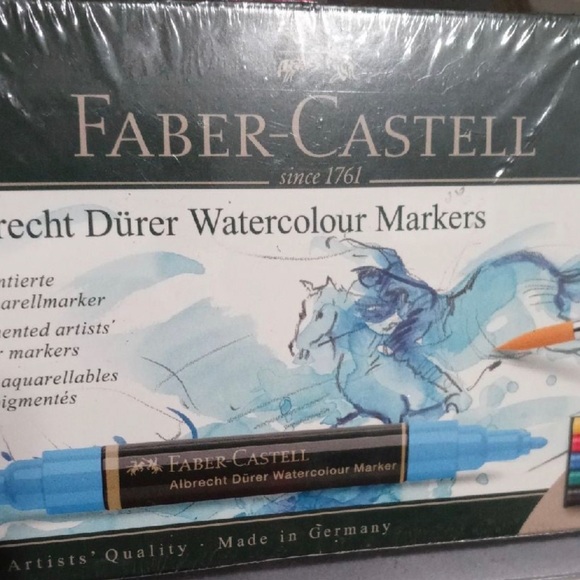 FABER-CASTELL
since 1761
recht Dürer Watercolour Markers
ntierte
arellmarker
ented artists'
r markers
aquarellables
igmentés
FABER-CASTELL
Albrecht Dürer Watercolour Marker
Artists' Quality · Made in Germany